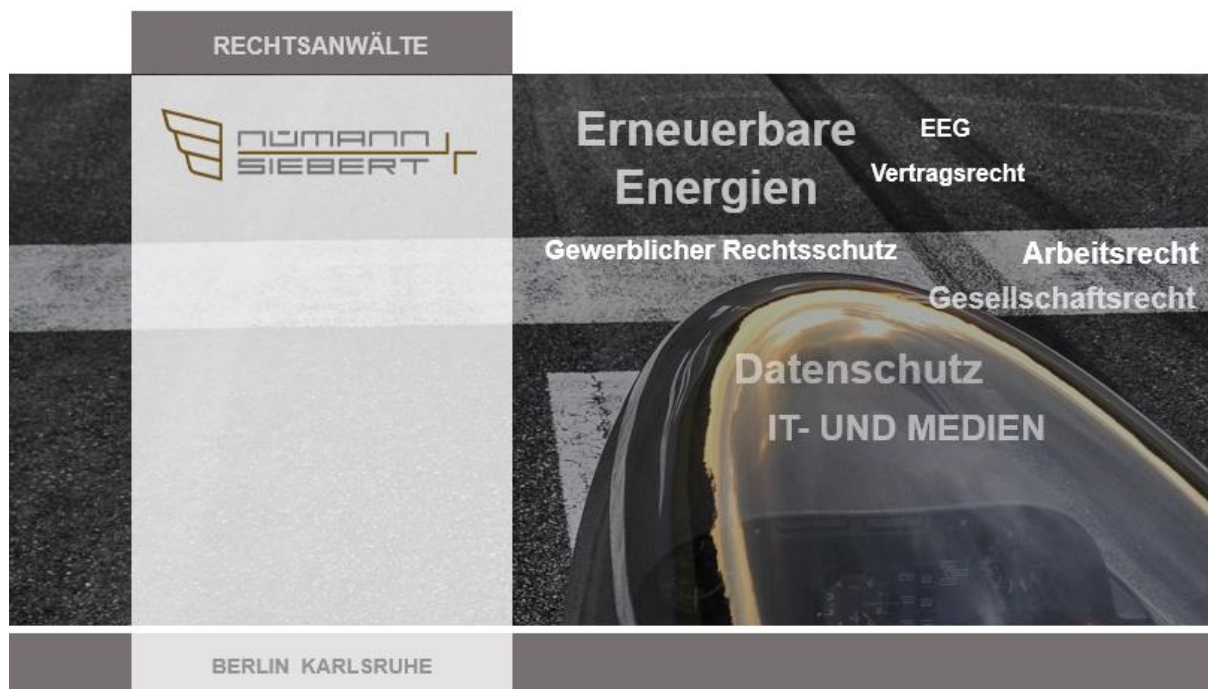 RECHTSANWÄLTE
NÜMANN
SIEBERT
Erneuerbare
Energien
EEG
Vertragsrecht
Gewerblicher Rechtsschutz
Arbeitsrecht
Gesellschaftsrecht
Datenschutz
IT- UND MEDIEN
BERLIN KARLSRUHE